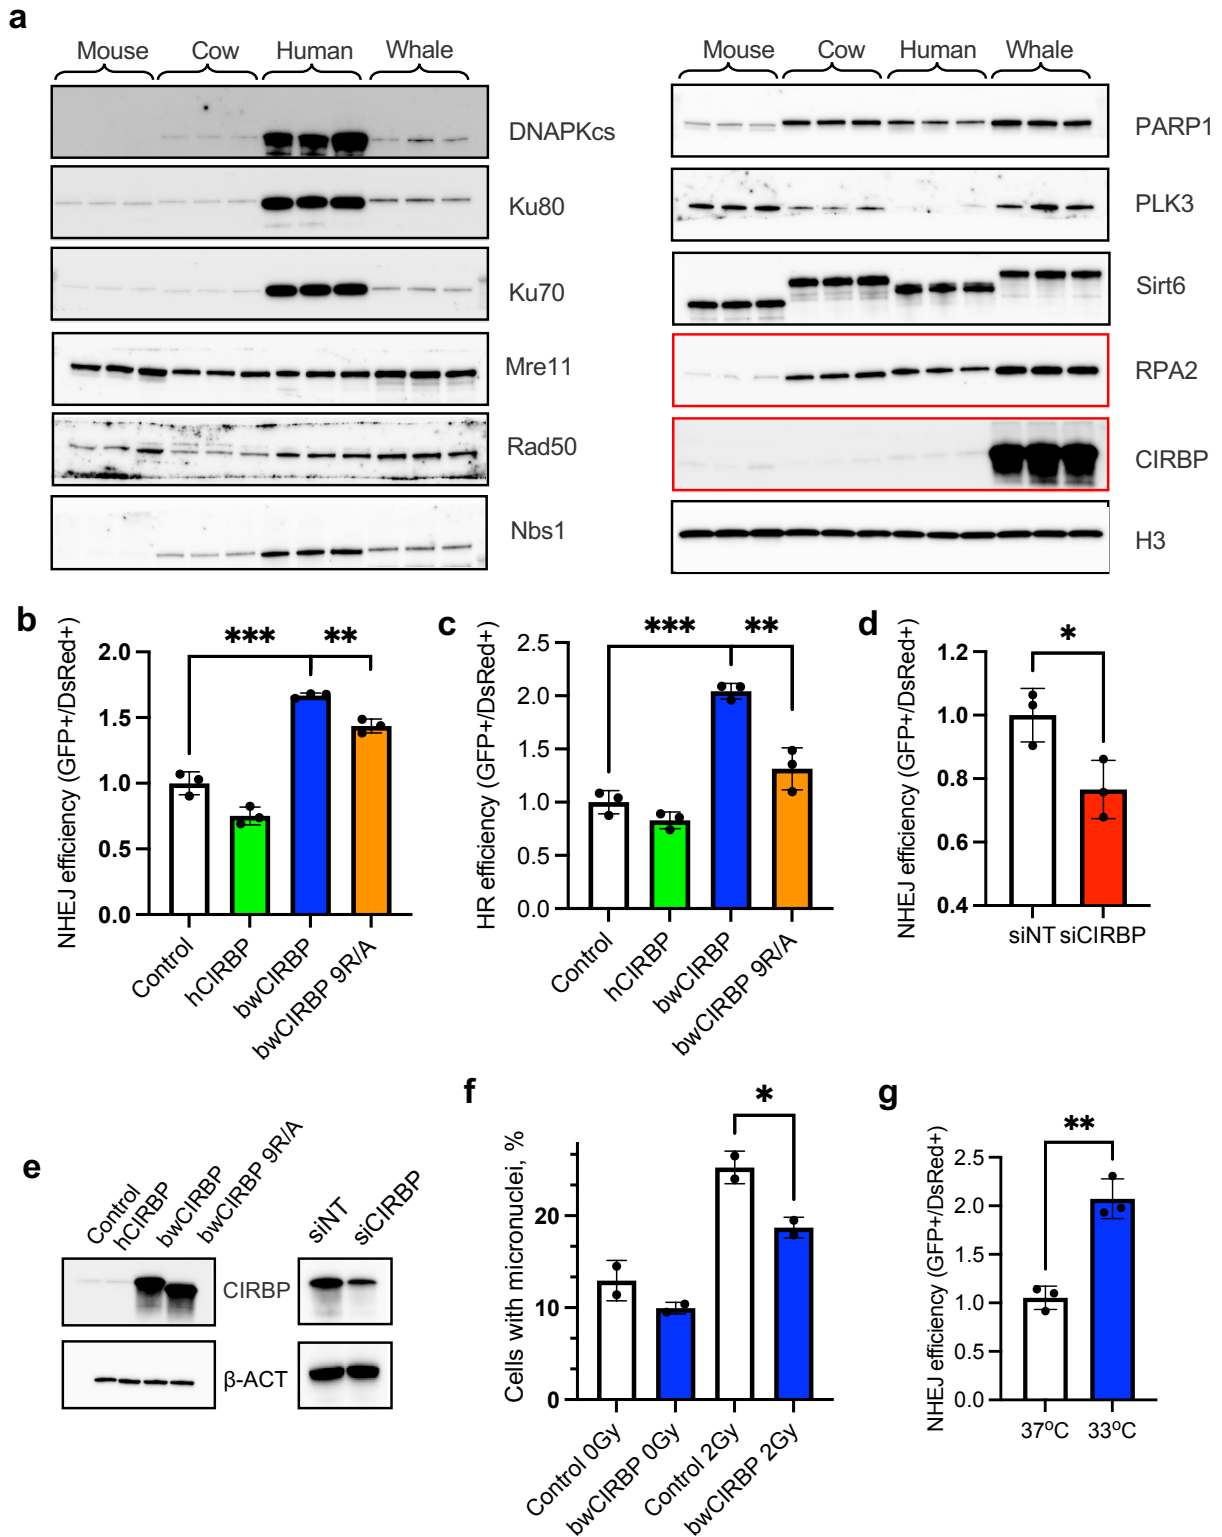 a
Mouse Cow Human Whale
DNAPKcs
Ku80
Ku70
Mre11
Rad50
Nbs1
Mouse Cow Human Whale
PARP1
PLK3
Sirt6
RPA2
CIRBP
H3
b
NHEJ efficiency (GFP+/DsRed+)
*** **
2.0
1.5
1.0
0.5
0.0
Control
hCIRBP
bwCIRBP
bwCIRBP 9R/A
c
HR efficiency (GFP+/DsRed+)
*** **
2.5
2.0
1.5
1.0
0.5
0.0
Control
hCIRBP
bwCIRBP
bwCIRBP 9R/A
d
NHEJ efficiency (GFP+/DsRed+)
*
1.2
1.0
0.8
0.6
0.4
siNT siCIRBP
e
Control
hCIRBP
bwCIRBP
bwCIRBP 9R/A
siNT
siCIRBP
CIRBP
β-ACT
f
Cells with micronuclei, %
*
20
10
0
Control 0Gy
bwCIRBP 0Gy
Control 2Gy
bwCIRBP 2Gy
g
NHEJ efficiency (GFP+/DsRed+)
**
2.5
2.0
1.5
1.0
0.5
0.0
37ºC 33ºC